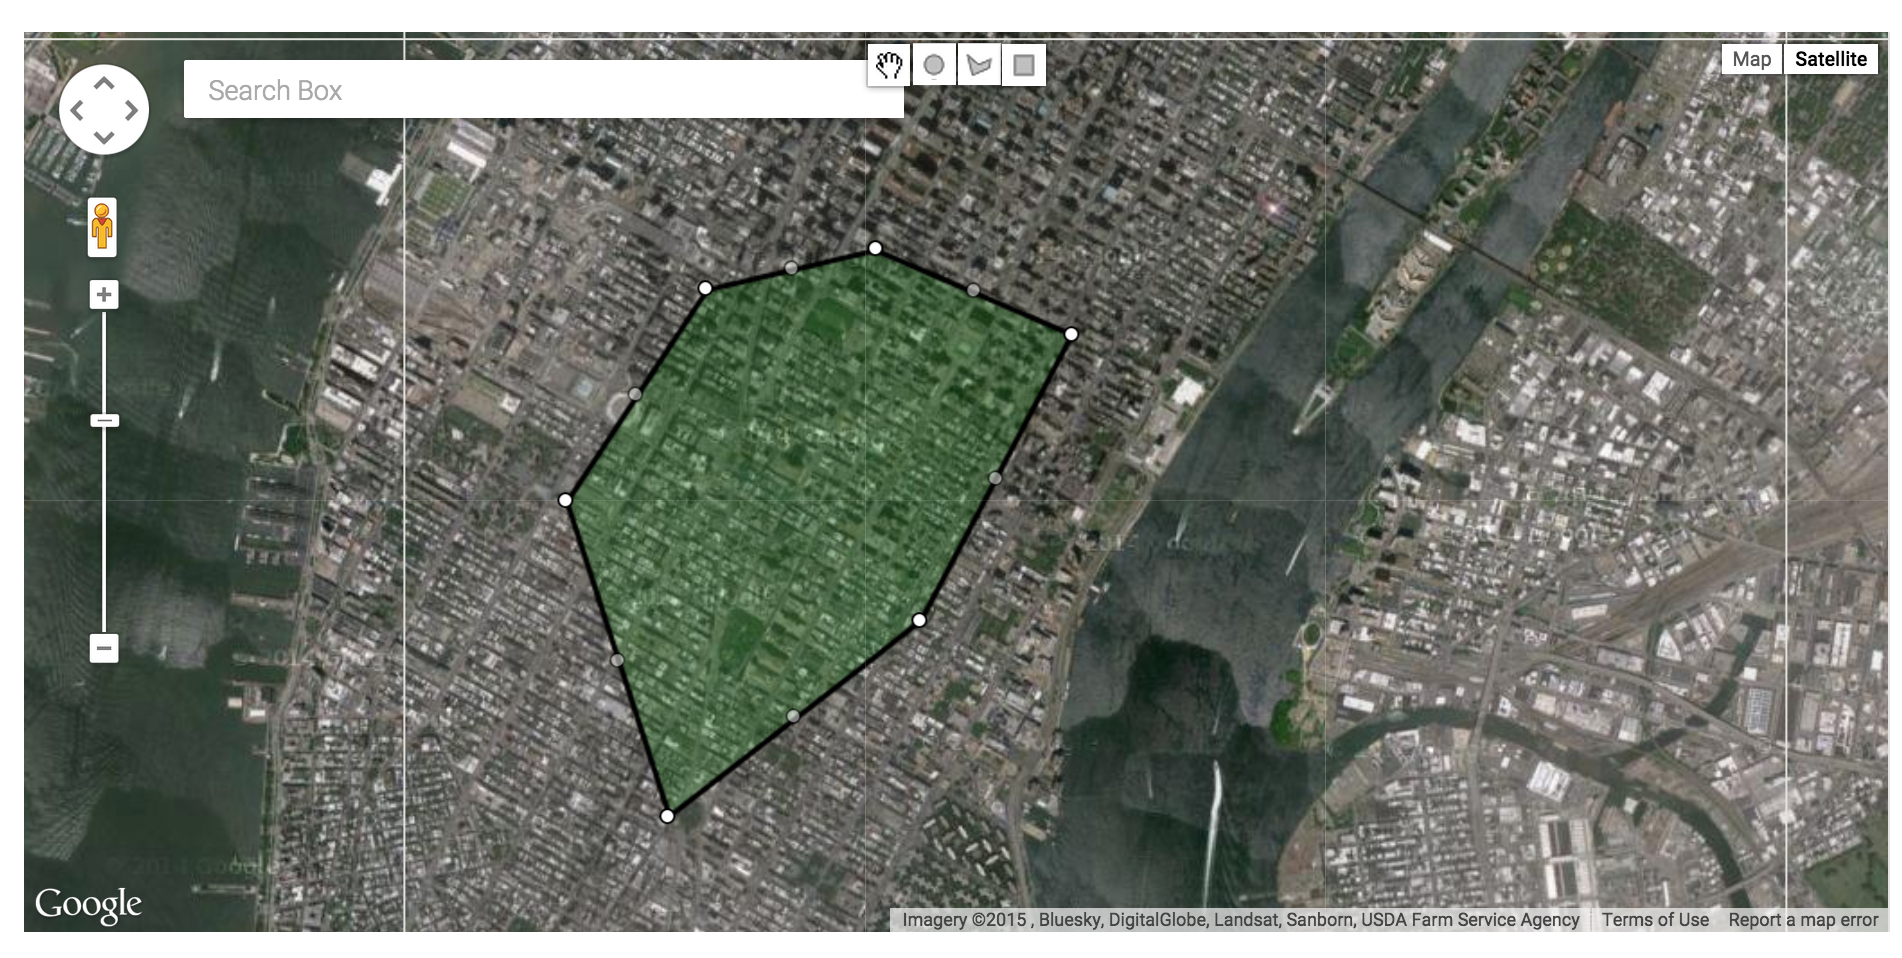 Search Box
Map Satellite
Google
Imagery ©2015 , Bluesky, DigitalGlobe, Landsat, Sanborn, USDA Farm Service Agency Terms of Use Report a map error